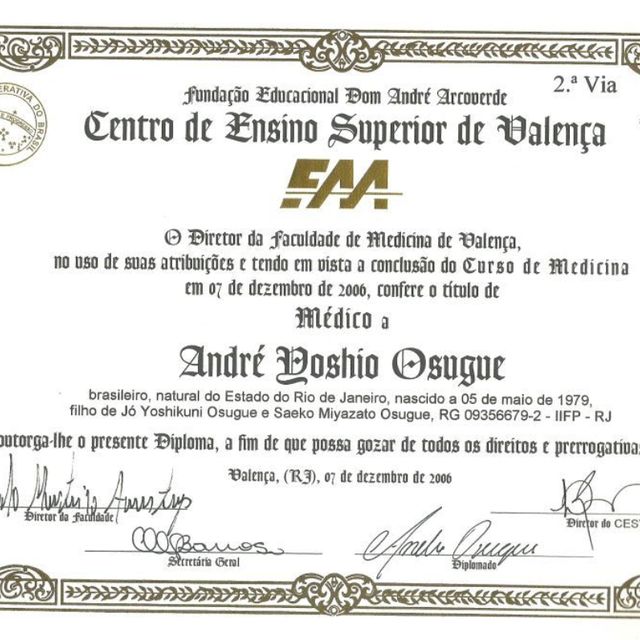 2.ª Via
Fundação Educacional Dom André Arcoverde
Centro de Ensino Superior de Valença
FAA
O Diretor da Faculdade de Medicina de Valença,
no uso de suas atribuições e tendo em vista a conclusão do Curso de Medicina
em 07 de dezembro de 2006, confere o título de
Médico a
André Yoshio Osugue
brasileiro, natural do Estado do Rio de Janeiro, nascido a 05 de maio de 1979,
filho de Jó Yoshikuni Osugue e Saeko Miyazato Osugue, RG 09356679-2 - IIFP - RJ
outorga-lhe o presente Diploma, a fim de que possa gozar de todos os direitos e prerrogativas
Valença, (RJ), 07 de dezembro de 2006
Diretor da Faculdade
Diretor do CES
Secretária Geral
Diplomado
ERATIVA DO BRASIL